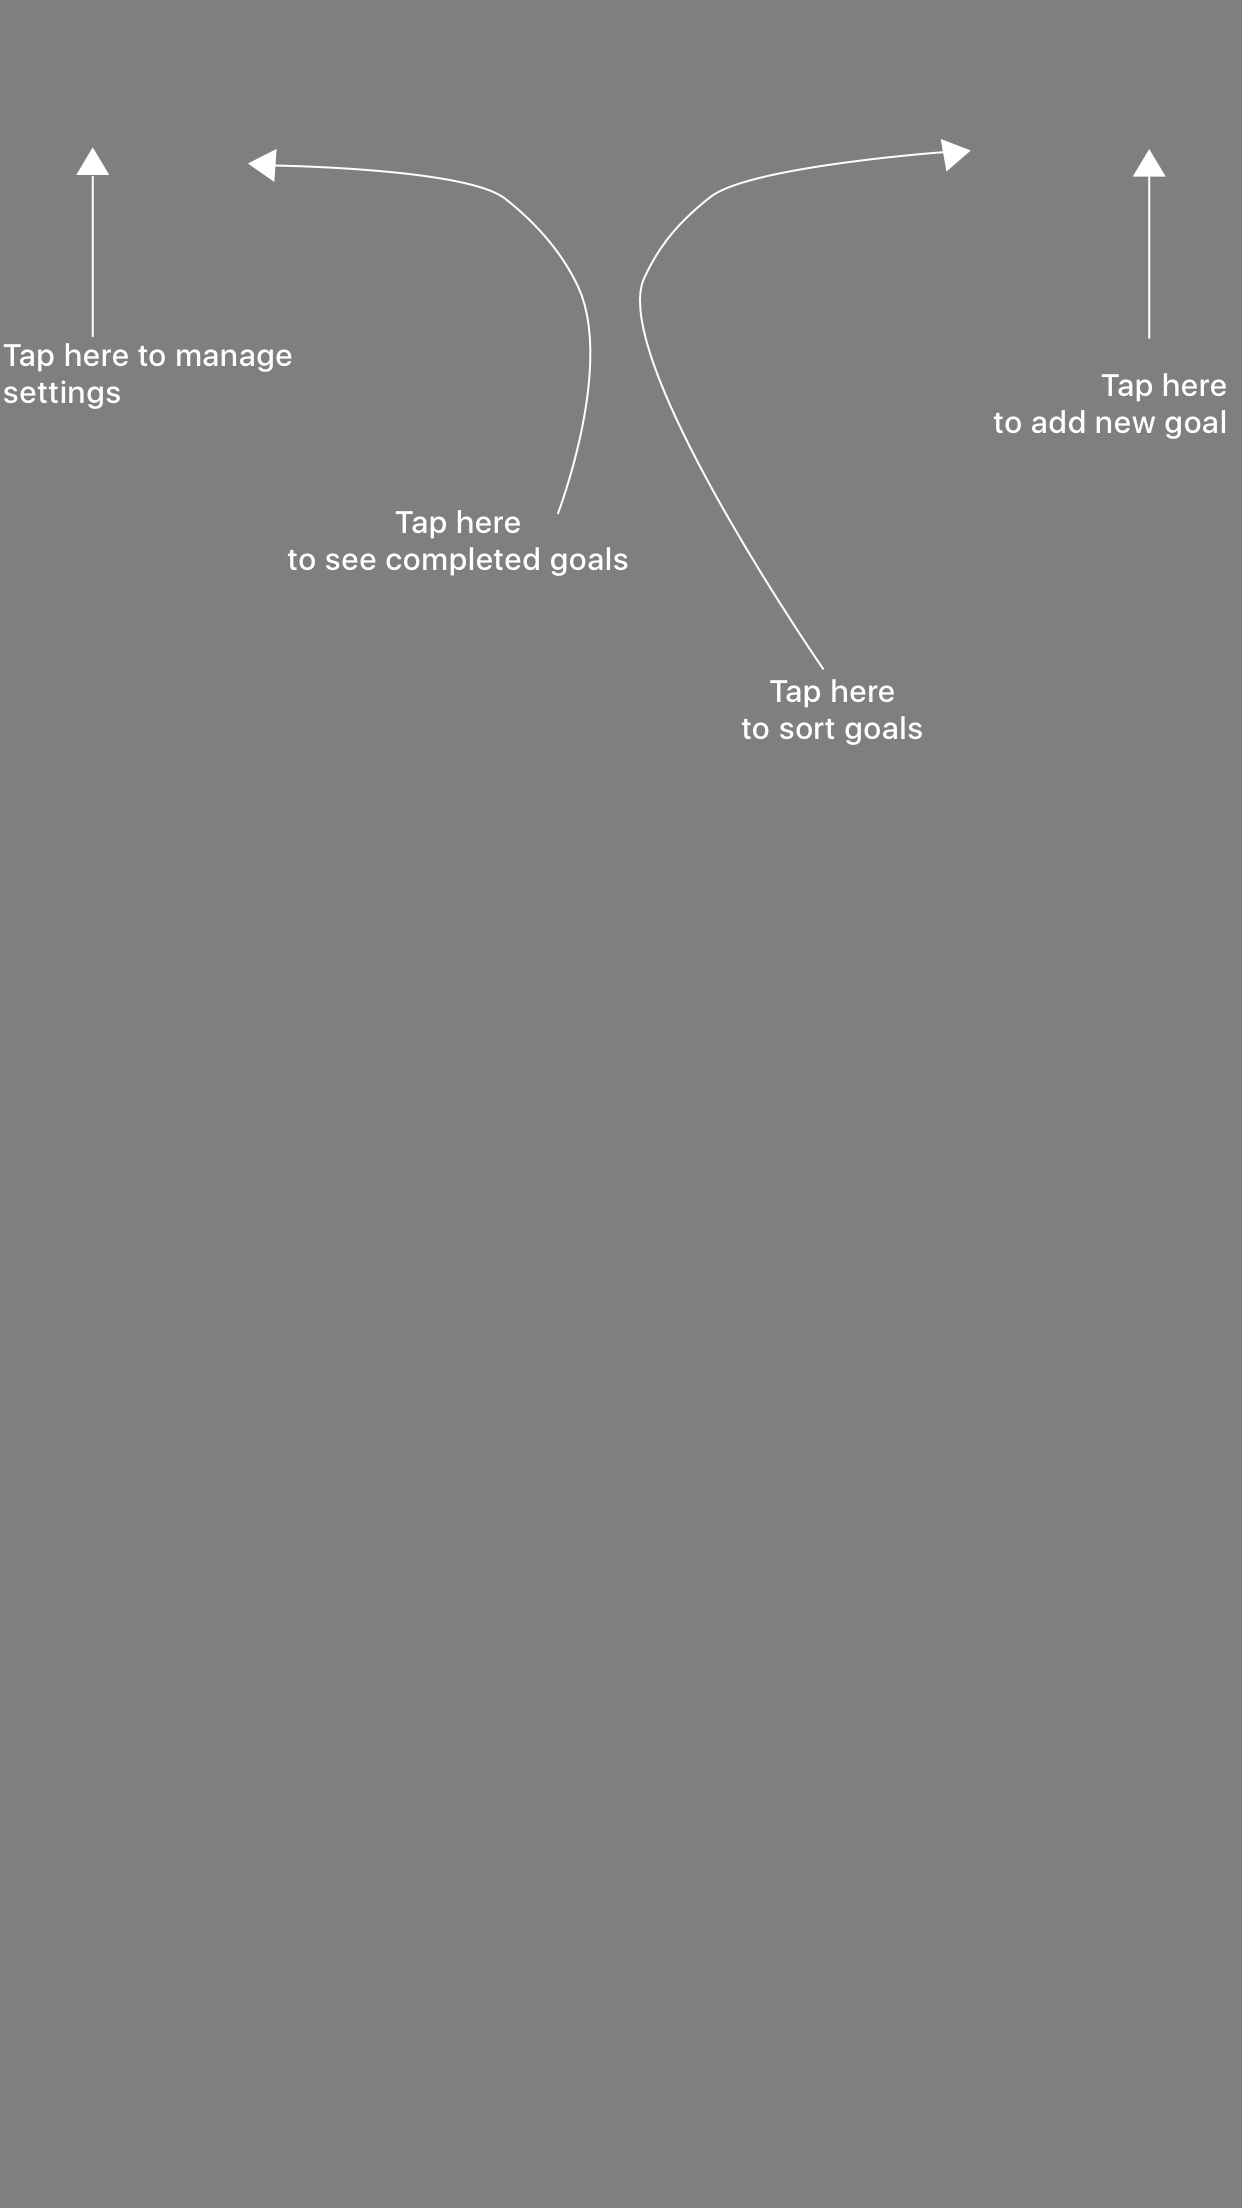 Tap here to manage
settings
Tap here
to add new goal
Tap here
to see completed goals
Tap here
to sort goals